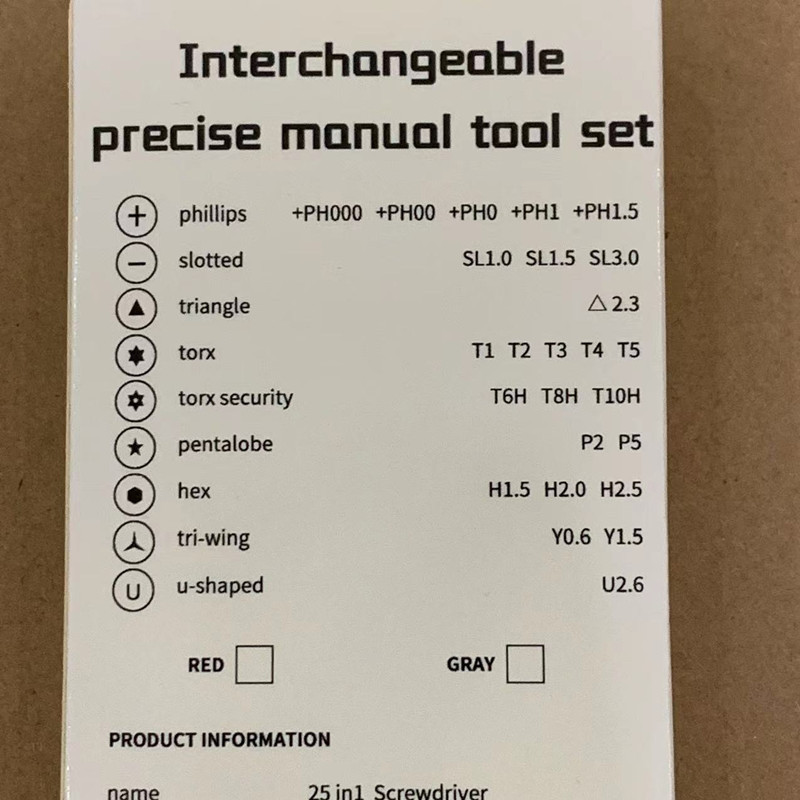 Interchangeable
precise manual tool set
phillips +PH000 +PH00 +PH0 +PH1 +PH1.5
slotted SL1.0 SL1.5 SL3.0
triangle △2.3
torx T1 T2 T3 T4 T5
torx security T6H T8H T10H
pentalobe P2 P5
hex H1.5 H2.0 H2.5
tri-wing Y0.6 Y1.5
U u-shaped U2.6
RED GRAY
PRODUCT INFORMATION
name 25 in1 Screwdriver